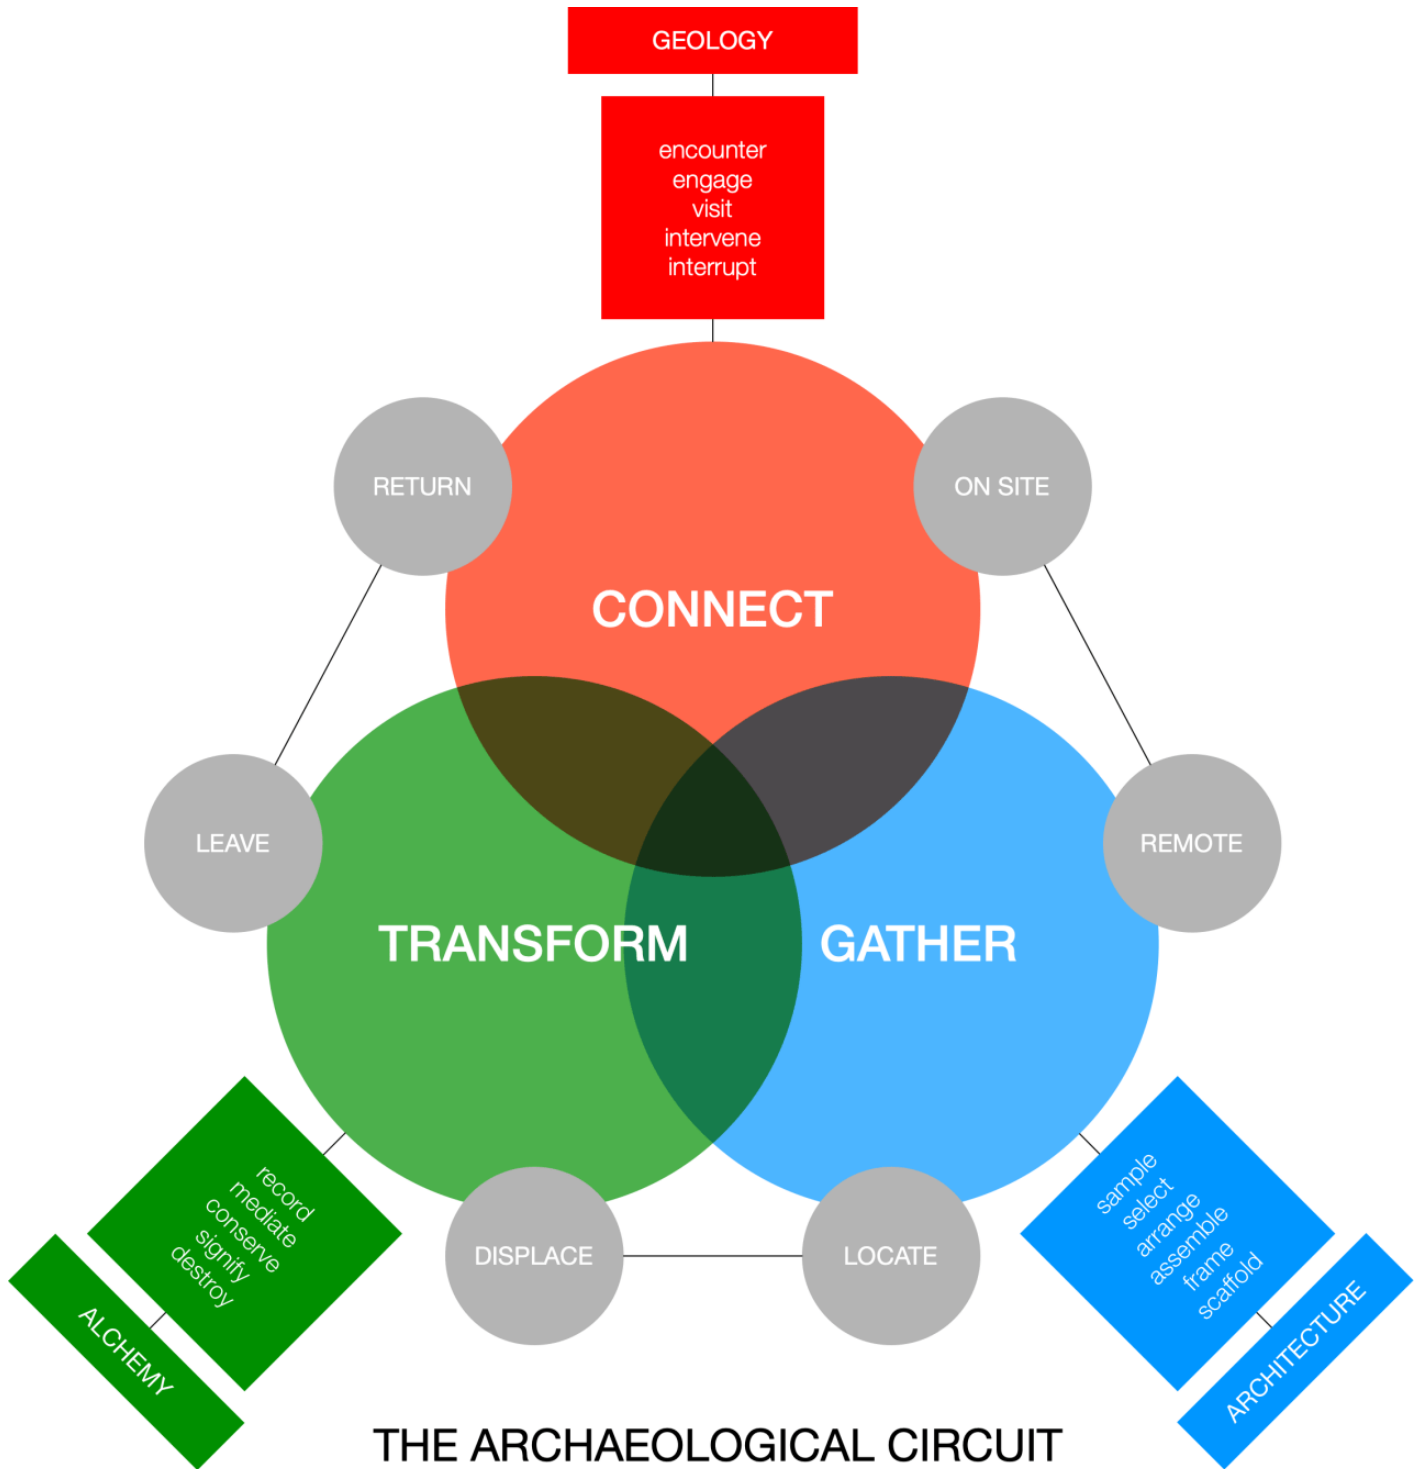 GEOLOGY
encounter
engage
visit
intervene
interrupt
RETURN
ON SITE
CONNECT
LEAVE
REMOTE
TRANSFORM
GATHER
record
mediate
conserve
signify
destroy
ALCHEMY
DISPLACE
LOCATE
sample
select
arrange
assemble
frame
scaffold
ARCHITECTURE
THE ARCHAEOLOGICAL CIRCUIT